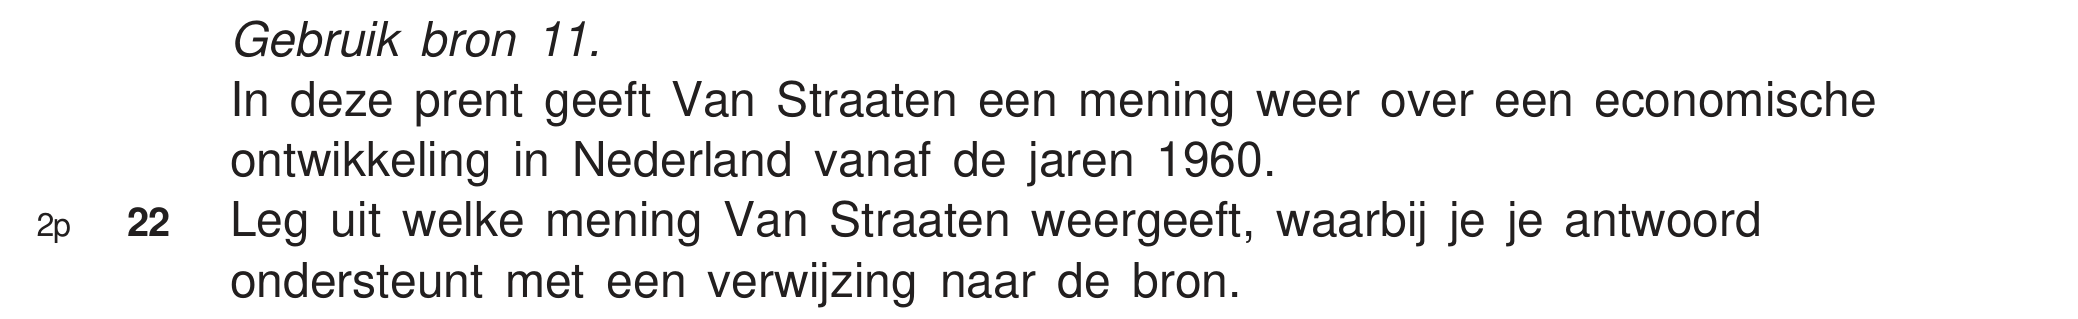 Gebruik bron 11.
In deze prent geeft Van Straaten een mening weer over een economische
ontwikkeling in Nederland vanaf de jaren 1960.
2p 22 Leg uit welke mening Van Straaten weergeeft, waarbij je je antwoord
ondersteunt met een verwijzing naar de bron.